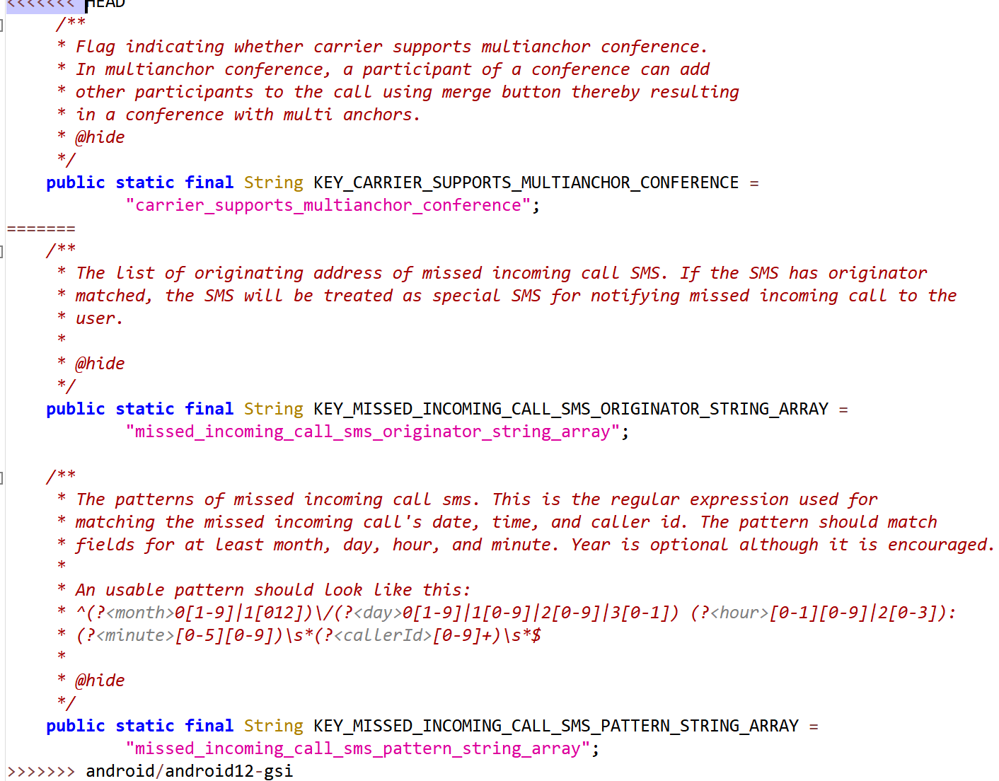 <<<<<<< HEAD
/**
* Flag indicating whether carrier supports multianchor conference.
* In multianchor conference, a participant of a conference can add
* other participants to the call using merge button thereby resulting
* in a conference with multi anchors.
* @hide
*/
public static final String KEY_CARRIER_SUPPORTS_MULTIANCHOR_CONFERENCE =
"carrier_supports_multianchor_conference";
=======
/**
* The list of originating address of missed incoming call SMS. If the SMS has originator
* matched, the SMS will be treated as special SMS for notifying missed incoming call to the
* user.
*
* @hide
*/
public static final String KEY_MISSED_INCOMING_CALL_SMS_ORIGINATOR_STRING_ARRAY =
"missed_incoming_call_sms_originator_string_array";
/**
* The patterns of missed incoming call sms. This is the regular expression used for
* matching the missed incoming call's date, time, and caller id. The pattern should match
* fields for at least month, day, hour, and minute. Year is optional although it is encouraged.
*
* An usable pattern should look like this:
* ^(?<month>0[1-9]|1[012])\/(?<day>0[1-9]|1[0-9]|2[0-9]|3[0-1]) (?<hour>[0-1][0-9]|2[0-3]):
* (?<minute>[0-5][0-9])\s*(?<callerId>[0-9]+)\s*$
*
* @hide
*/
public static final String KEY_MISSED_INCOMING_CALL_SMS_PATTERN_STRING_ARRAY =
"missed_incoming_call_sms_pattern_string_array";
>>>>>>> android/android12-gsi